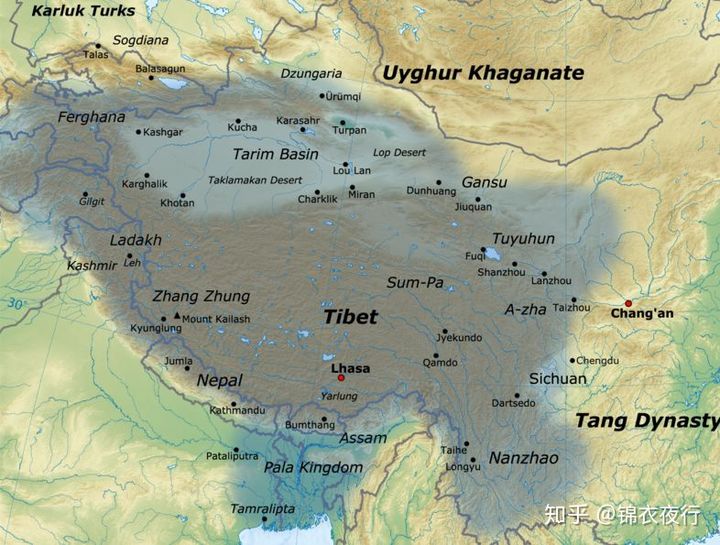 Karluk Turks
Sogdiana
Talas
Balasagun
Dzungaria
Uyghur Khaganate
Ürümqi
Ferghana
Kashgar
Kucha
Karasahr
Turpan
Tarim Basin
Lop Desert
Lou Lan
Karghalik
Taklamakan Desert
Gansu
Gilgit
Khotan
Charklik
Miran
Dunhuang
Jiuquan
Ladakh
Tuyuhun
Kashmir
Leh
Fuqi
Shanzhou
Lanzhou
Sum-Pa
Zhang Zhung
30°
A-zha
Taizhou
Chang'an
Mount Kailash
Kyunglung
Tibet
Jyekundo
Jumla
Qamdo
Chengdu
Lhasa
Nepal
Sichuan
Yarlung
Kathmandu
Dartsedo
Bumthang
Tang Dynasty
Assam
Taihe
Pataliputra
Longyu
Nanzhao
Pala Kingdom
Tamralipta
知乎 @锦衣夜行